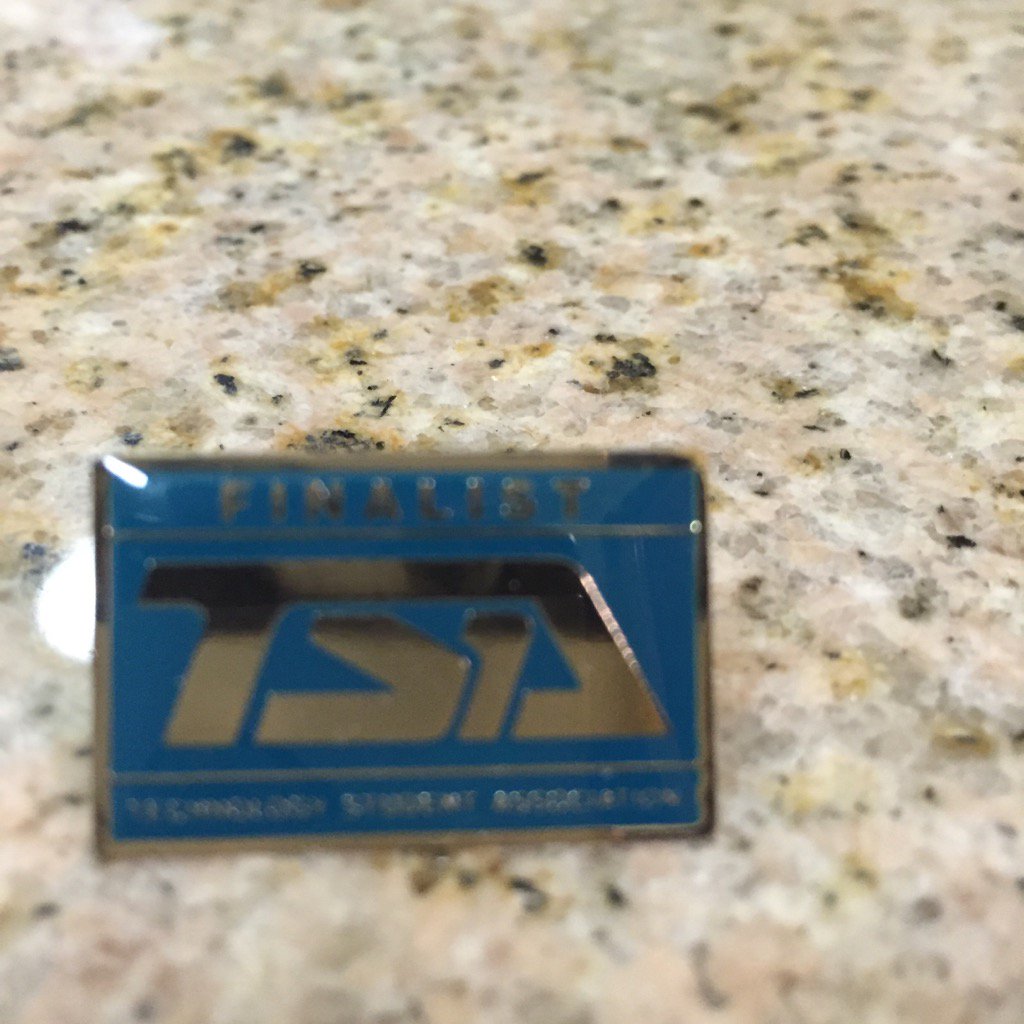 FINALIST
TSA
TECHNOLOGY STUDENT ASSOCIATION